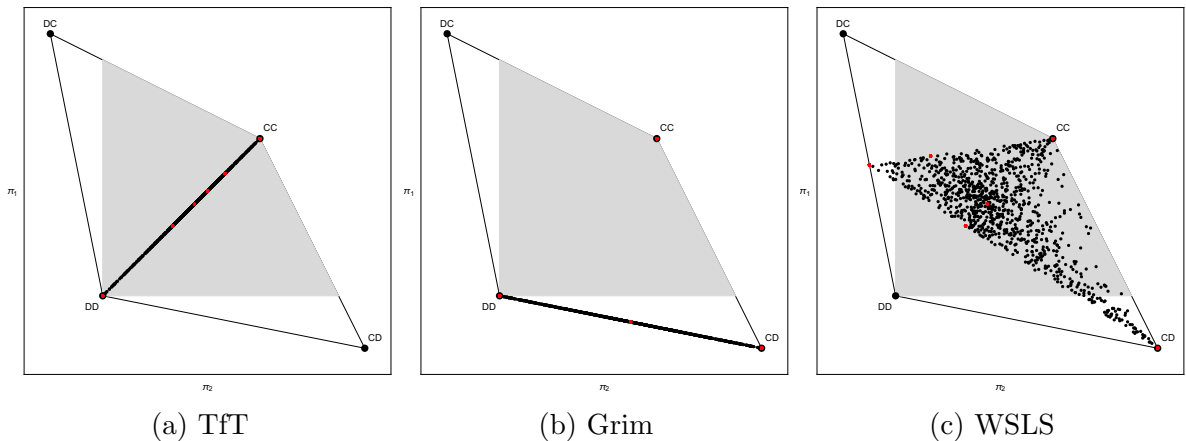 DC
CC
π₁
DD
CD
π₂
(a) TfT
DC
CC
π₁
DD
CD
π₂
(b) Grim
DC
CC
π₁
DD
CD
π₂
(c) WSLS